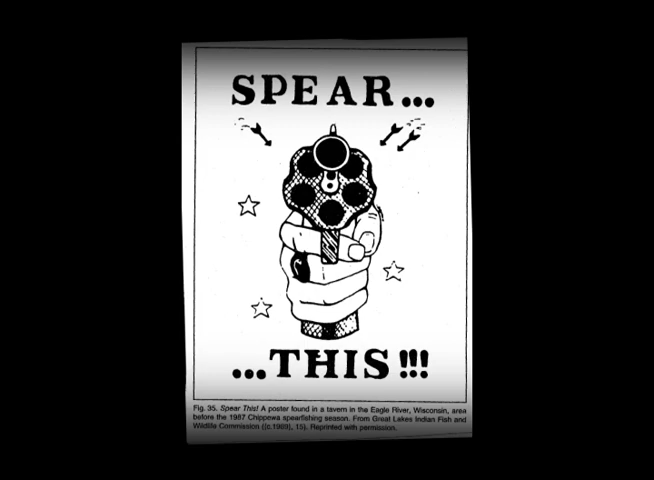 SPEAR...
...THIS!!!
Fig. 35. Spear This! A poster found in a tavern in the Eagle River, Wisconsin, area
before the 1987 Chippewa spearfishing season. From Great Lakes Indian Fish and
Wildlife Commission ([c.1989], 15). Reprinted with permission.